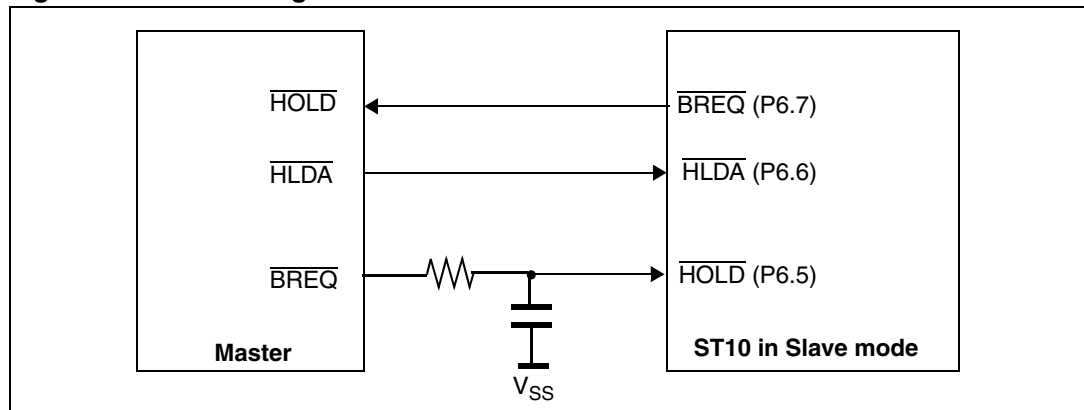 HOLD
BREQ (P6.7)
HLDA
HLDA (P6.6)
BREQ
HOLD (P6.5)
Master
ST10 in Slave mode
VSS